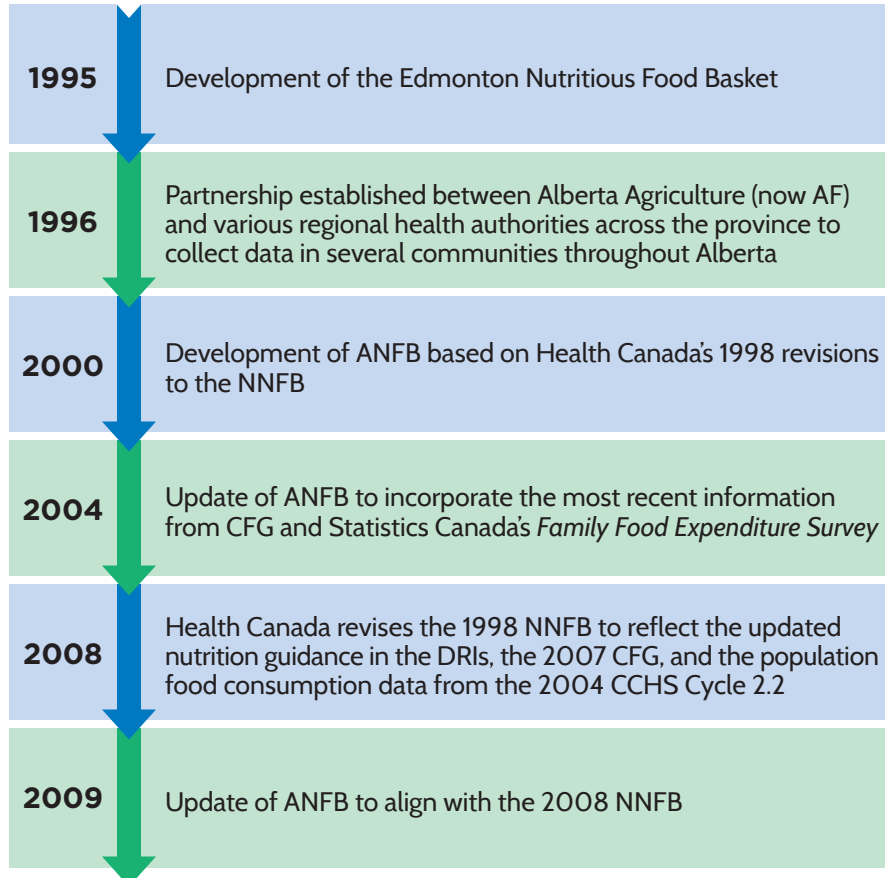 1995
Development of the Edmonton Nutritious Food Basket
1996
Partnership established between Alberta Agriculture (now AF)
and various regional health authorities across the province to
collect data in several communities throughout Alberta
2000
Development of ANFB based on Health Canada’s 1998 revisions
to the NNFB
2004
Update of ANFB to incorporate the most recent information
from CFG and Statistics Canada’s Family Food Expenditure Survey
2008
Health Canada revises the 1998 NNFB to reflect the updated
nutrition guidance in the DRIs, the 2007 CFG, and the population
food consumption data from the 2004 CCHS Cycle 2.2
2009
Update of ANFB to align with the 2008 NNFB